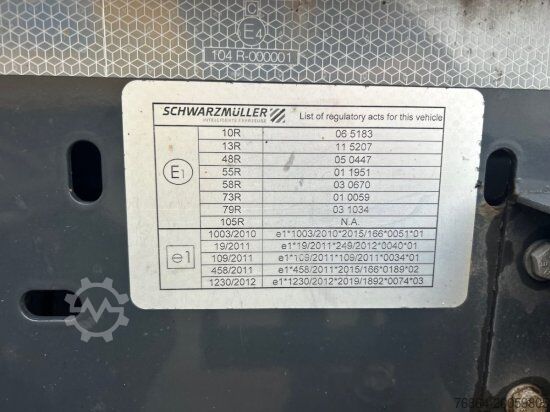 C
E4
104 R-000001
SCHWARZMÜLLER
INTELLIGENTE FAHRZEUGE
List of regulatory acts for this vehicle
E1
10R 06 5183
13R 11 5207
48R 05 0447
55R 01 1951
58R 03 0670
73R 01 0059
79R 03 1034
105R N.A.
e1
1003/2010 e1*1003/2010*2015/166*0051*01
19/2011 e1*19/2011*249/2012*0040*01
109/2011 e1*109/2011*109/2011*0034*01
458/2011 e1*458/2011*2015/166*0189*02
1230/2012 e1*1230/2012*2019/1892*0074*03